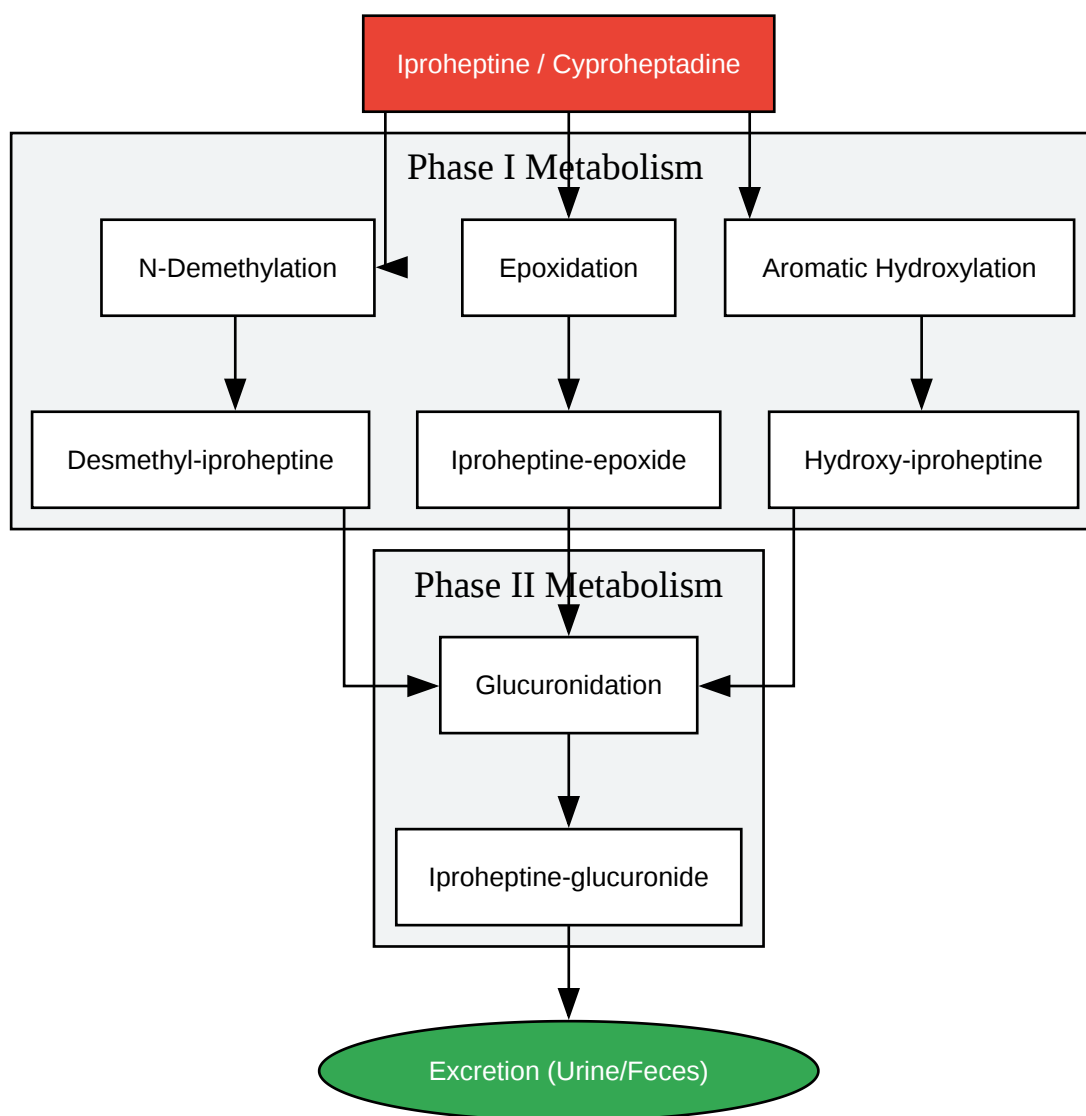 Iproheptine / Cyproheptadine
Phase I Metabolism
N-Demethylation
Epoxidation
Aromatic Hydroxylation
Desmethyl-iproheptine
Iproheptine-epoxide
Hydroxy-iproheptine
Phase II Metabolism
Glucuronidation
Iproheptine-glucuronide
Excretion (Urine/Feces)